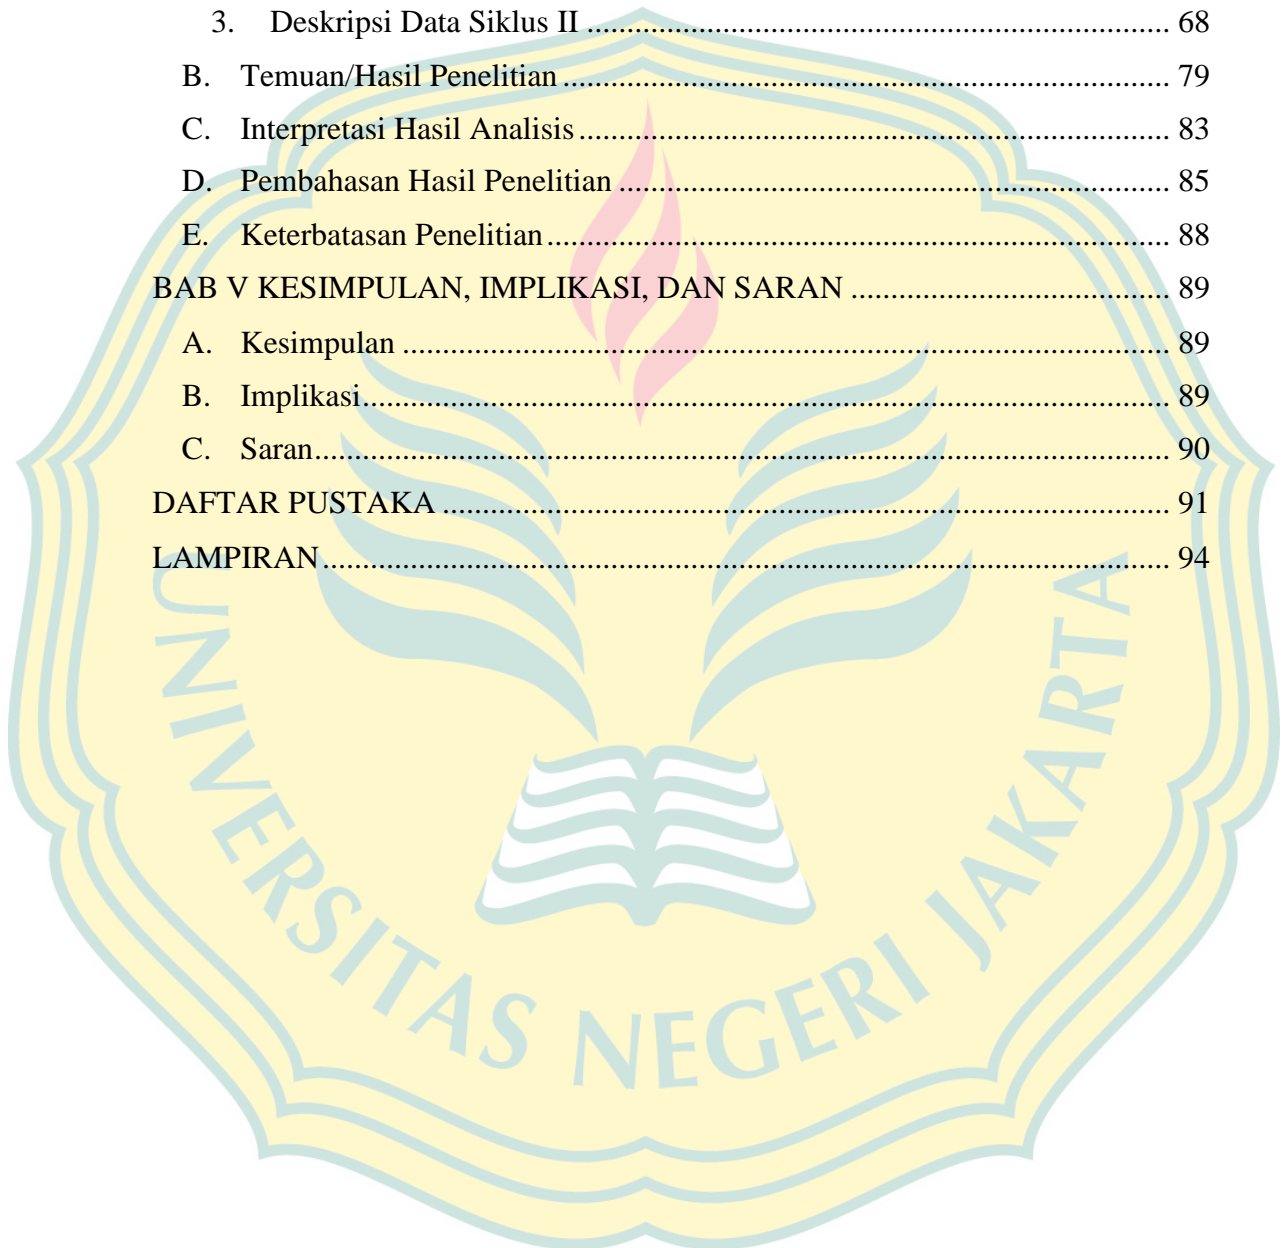 3. Deskripsi Data Siklus II ........................................................................ 68
B. Temuan/Hasil Penelitian ........................................................................... 79
C. Interpretasi Hasil Analisis ......................................................................... 83
D. Pembahasan Hasil Penelitian .................................................................... 85
E. Keterbatasan Penelitian ............................................................................. 88
BAB V KESIMPULAN, IMPLIKASI, DAN SARAN ....................................... 89
A. Kesimpulan ............................................................................................... 89
B. Implikasi.................................................................................................... 89
C. Saran.......................................................................................................... 90
DAFTAR PUSTAKA .......................................................................................... 91
LAMPIRAN......................................................................................................... 94
UNIVERSITAS NEGERI JAKARTA